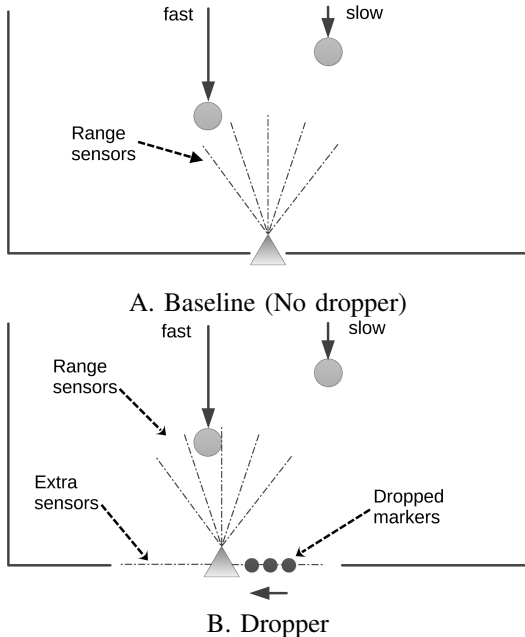 fast
slow
Range
sensors
A. Baseline (No dropper)
fast
slow
Range
sensors
Extra
sensors
Dropped
markers
B. Dropper